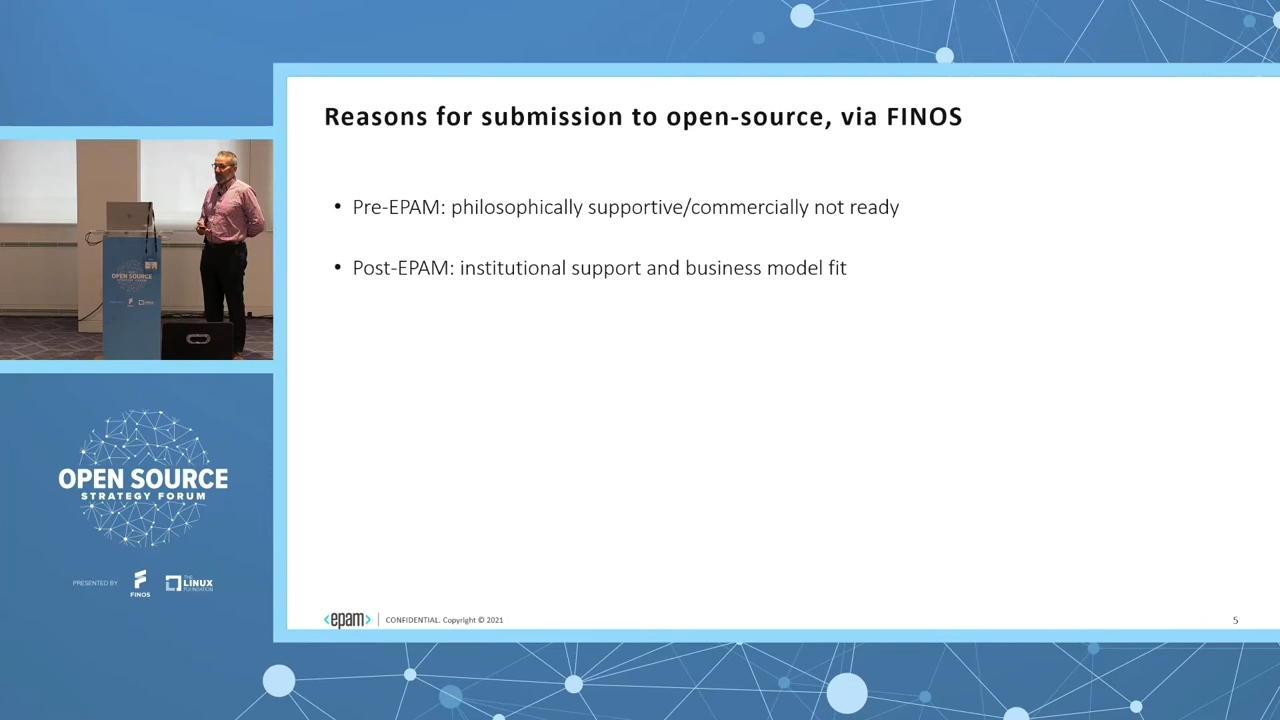 Reasons for submission to open-source, via FINOS
• Pre-EPAM: philosophically supportive/commercially not ready
• Post-EPAM: institutional support and business model fit
OPEN SOURCE
OPEN SOURCE
STRATEGY FORUM
PRESENTED BY
FINOS
THE
LINUX
FOUNDATION
<epam>
CONFIDENTIAL. Copyright © 2021
5